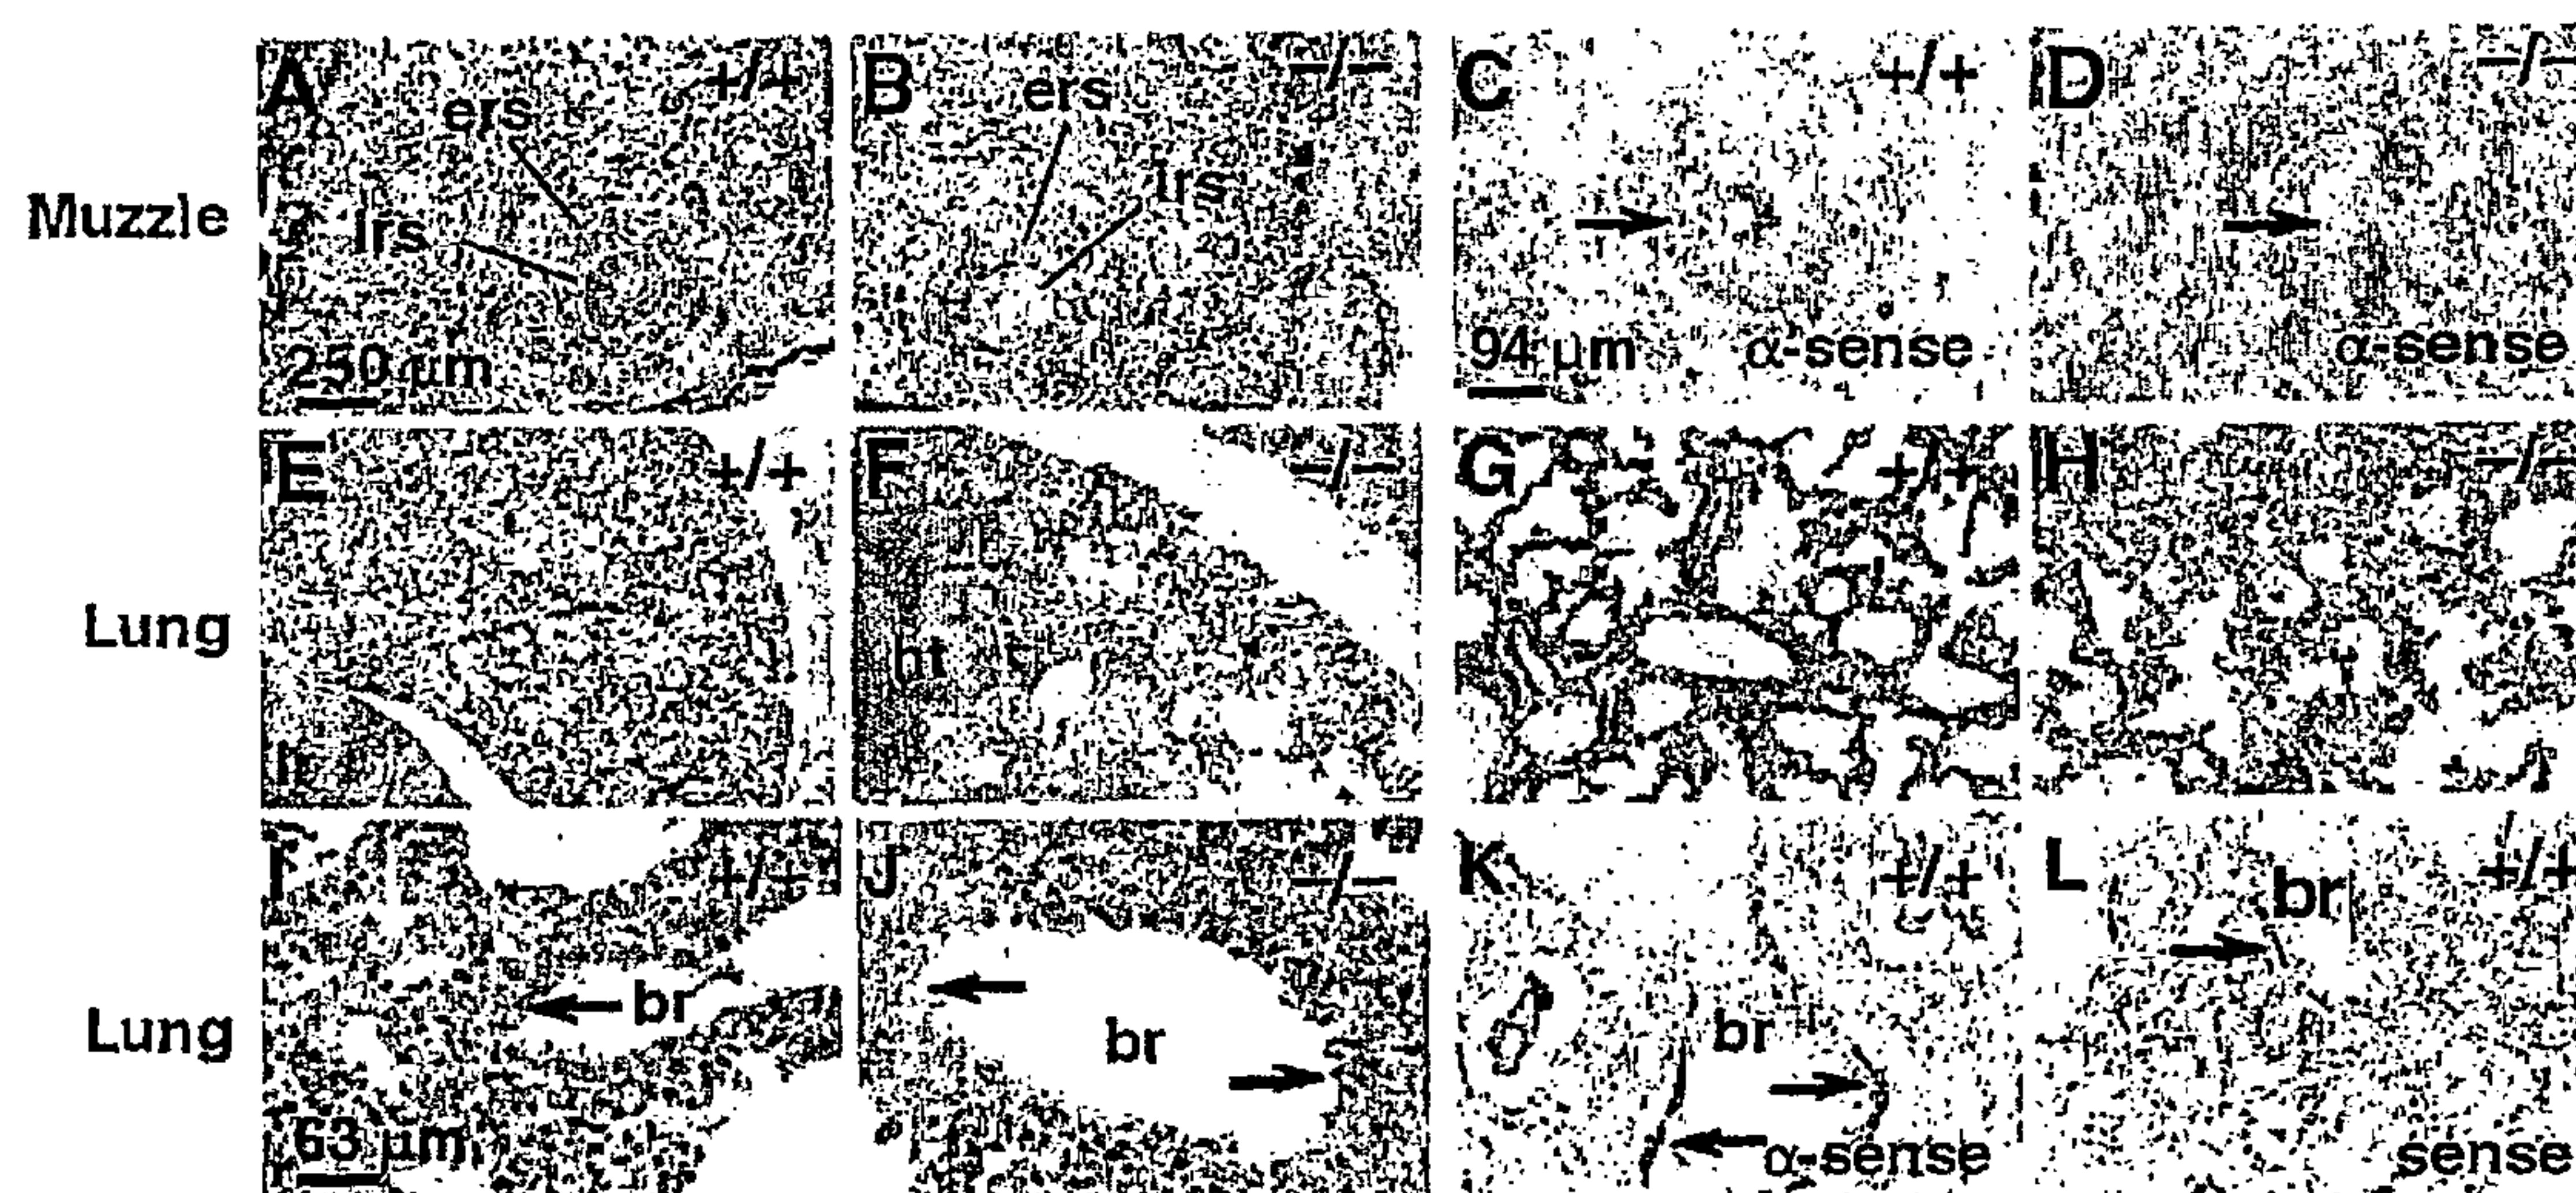 Muzzle
A ers +/+
irs
250 μm
B ers −/−
irs
C +/+
94 μm α-sense
D −/−
α-sense
Lung
E +/+
F −/−
ht
G +/+
H −/−
Lung
I +/+
br
63 μm
J −/−
br
K +/+
br
α-sense
L br +/+
sense